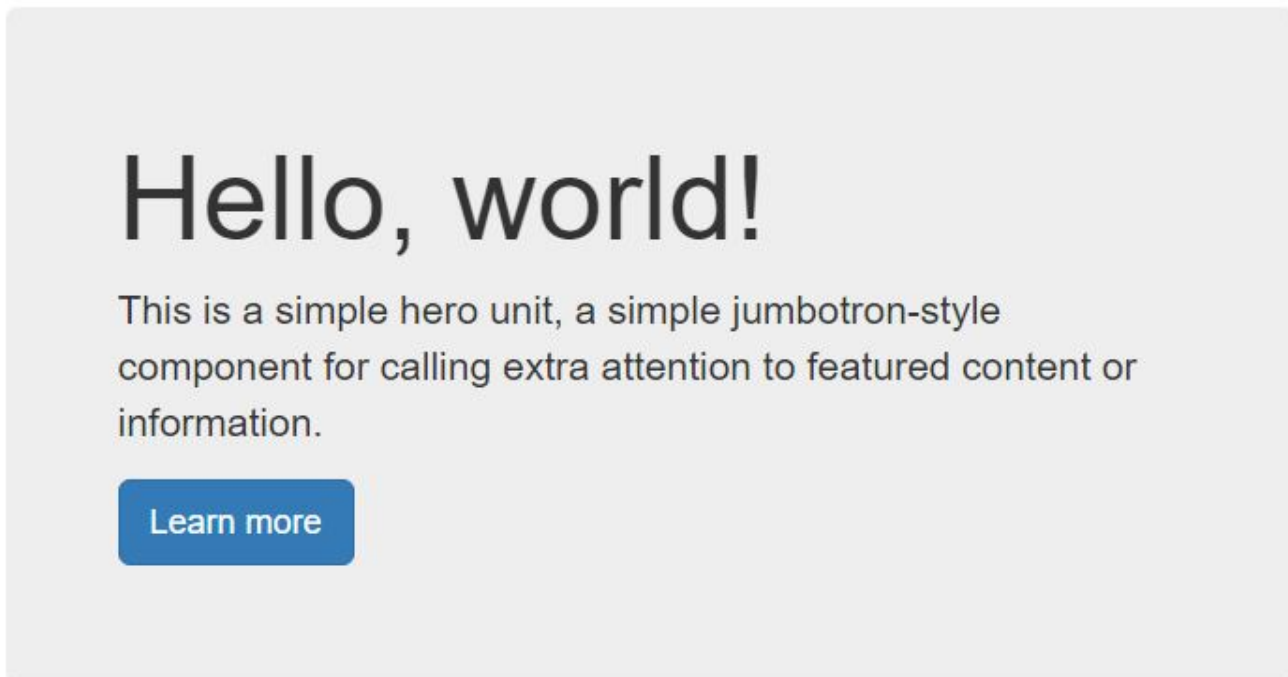 Hello, world!
This is a simple hero unit, a simple jumbotron-style
component for calling extra attention to featured content or
information.
Learn more